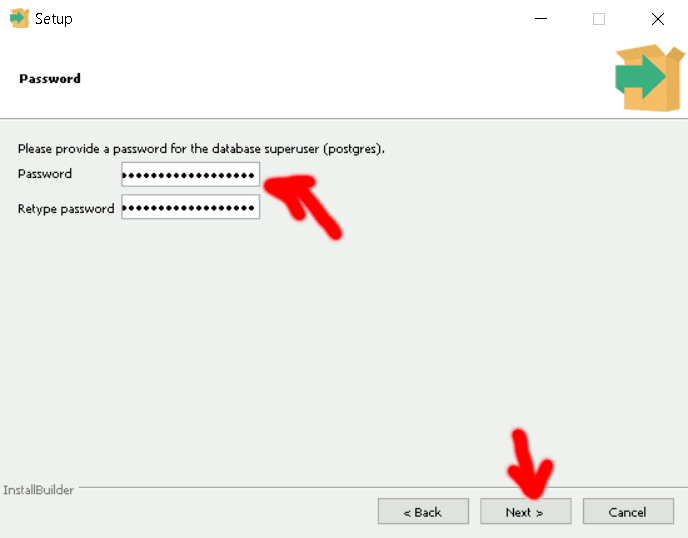 Setup
Password
Please provide a password for the database superuser (postgres).
Password
Retype password
InstallBuilder
< Back
Next >
Cancel